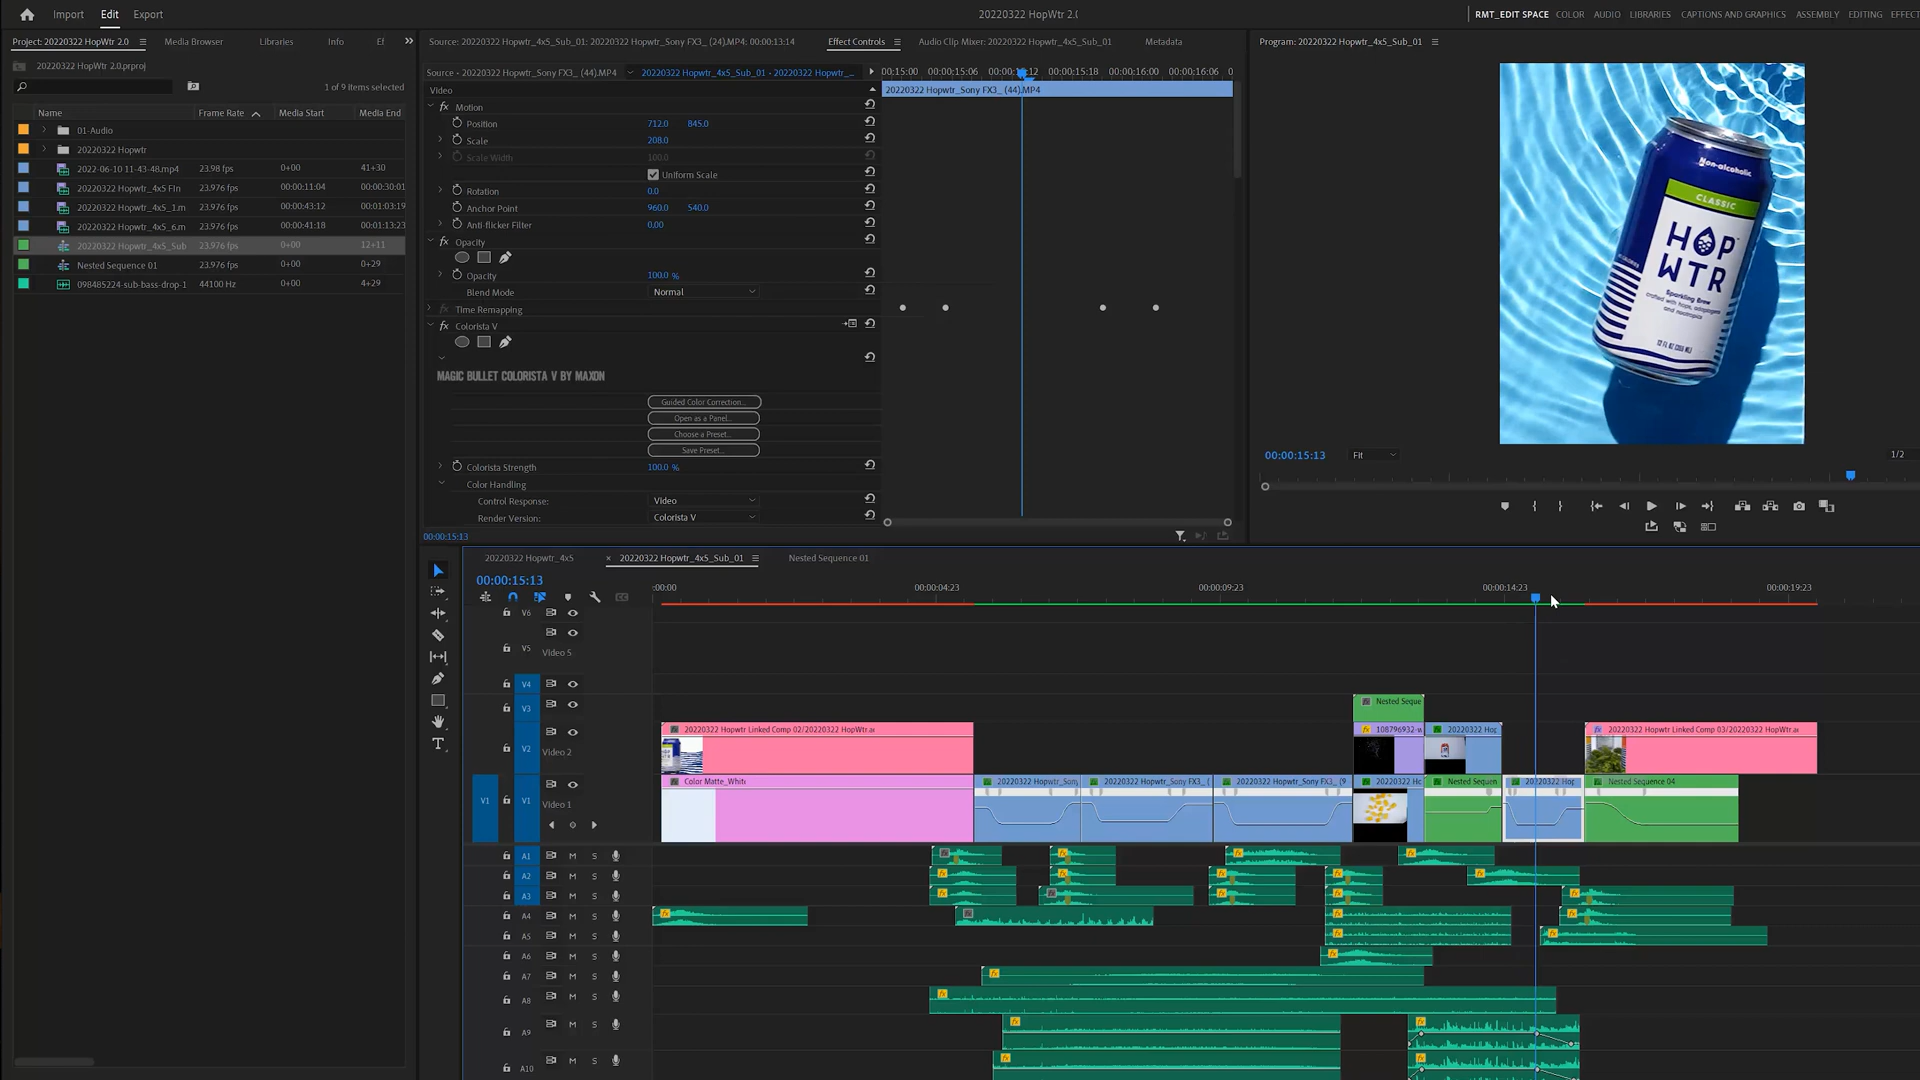 Import Edit Export
20220322 HopWtr 2.(
RMT_EDIT SPACE COLOR AUDIO LIBRARIES CAPTIONS AND GRAPHICS ASSEMBLY EDITING EFFECT
Project: 20220322 HopWtr 2.0 Media Browser Libraries Info Ef
20220322 HopWtr 2.0.prproj
1 of 9 Items selected
Name Frame Rate Media Start Media End
01-Audio
20220322 Hopwtr
2022-06-10 11-43-48.mp4 23.98 fps 0+00 41+30
20220322 Hopwtr_4x5 FIn 23.976 fps 00:00:11:04 00:00:30:01
20220322 Hopwtr_4x5_1.m 23.976 fps 00:00:43:12 00:01:03:19
20220322 Hopwtr_4x5_6.m 23.976 fps 00:00:41:18 00:01:13:23
20220322 Hopwtr_4x5_Sub 23.976 fps 0+00 12+11
Nested Sequence 01 23.976 fps 0+00 0+29
098485224-sub-bass-drop-1 44100 Hz 0+00 4+29
Source: 20220322 Hopwtr_4x5_Sub_01: 20220322 Hopwtr_Sony FX3_ (24).MP4: 00:00:13:14 Effect Controls Audio Clip Mixer: 20220322 Hopwtr_4x5_Sub_01 Metadata
Source • 20220322 Hopwtr_Sony FX3_ (44).MP4 20220322 Hopwtr_4x5_Sub_01 • 20220322 Hopwtr_...
00:15:00 00:00:15:06 00:00:15:12 00:00:15:18 00:00:16:00 00:00:16:06 0
Video
20220322 Hopwtr_Sony FX3_ (44).MP4
fx Motion
Position 712.0 845.0
Scale 208.0
Scale Width 100.0
Uniform Scale
Rotation 0.0
Anchor Point 960.0 540.0
Anti-flicker Filter 0.00
fx Opacity
Opacity 100.0 %
Blend Mode Normal
fx Time Remapping
fx Colorista V
MAGIC BULLET COLORISTA V BY MAXON
Guided Color Correction...
Open as a Panel...
Choose a Preset...
Save Preset...
Colorista Strength 100.0 %
Color Handling
Control Response: Video
Render Version: Colorista V
00:00:15:13
Program: 20220322 Hopwtr_4x5_Sub_01
Non-alcoholic
CLASSIC
HOP
WTR
Sparkling Brew
crafted with hops, adaptogens
and nootropics
12 FL OZ (355 ML)
00:00:15:13 Fit 1/2
20220322 Hopwtr_4x5 × 20220322 Hopwtr_4x5_Sub_01 Nested Sequence 01
00:00:15:13
:00:00 00:00:04:23 00:00:09:23 00:00:14:23 00:00:19:23
V6
V5 Video 5
V4
V3 Nested Seque
20220322 Hopwtr Linked Comp 02/20220322 HopWtr.ae 108796932-w 20220322 Hop 20220322 Hopwtr Linked Comp 03/20220322 HopWtr.ae
V2 Video 2
Color Matte_White 20220322 Hopwtr_Sony 20220322 Hopwtr_Sony FX3_ ( 20220322 Hopwtr_Sony FX3_ (9 20220322 Ho Nested Sequen 20220322 Hop Nested Sequence 04
V1 V1 Video 1
A1 M S
A2 M S
A3 M S
A4 M S
A5 M S
A6 M S
A7 M S
A8 M S
A9 M S
A10 M S